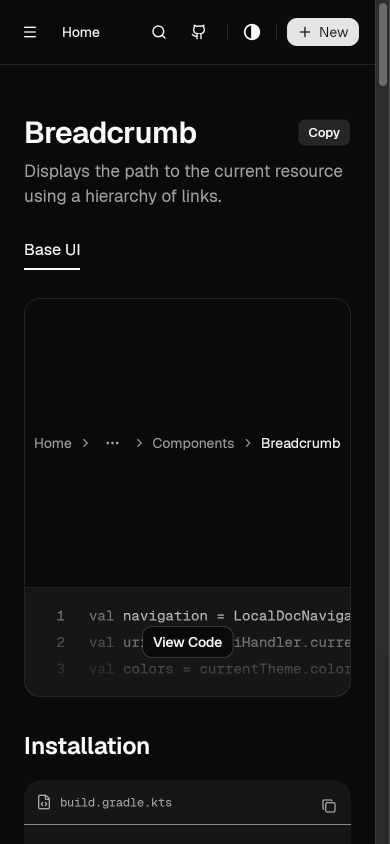 Home
New
Breadcrumb
Copy
Displays the path to the current resource
using a hierarchy of links.
Base UI
Home > ··· > Components > Breadcrumb
1 val navigation = LocalDocNaviga
2 val uri
View Code
iHandler.curre
3 val colors = currentTheme.color
Installation
build.gradle.kts